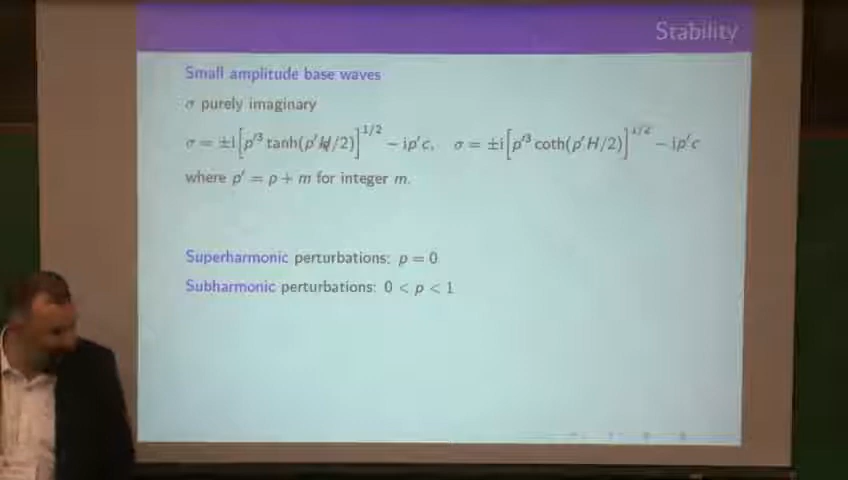 Stability
Small amplitude base waves
σ purely imaginary
σ = ±i[p′³ tanh(p′H/2)]^1/2 − ip′c, σ = ±i[p′³ coth(p′H/2)]^1/2 − ip′c
where p′ = p + m for integer m.
Superharmonic perturbations: p = 0
Subharmonic perturbations: 0 < p < 1